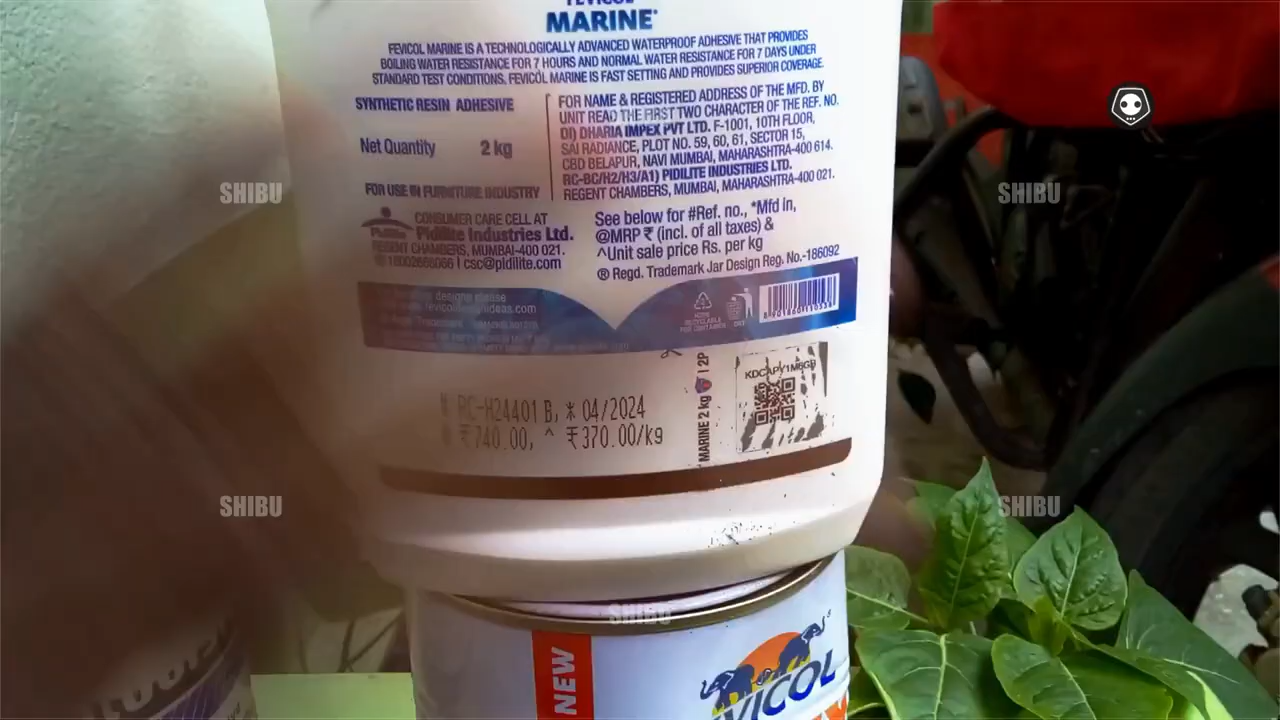 FEVICOL
MARINE
FEVICOL MARINE IS A TECHNOLOGICALLY ADVANCED WATERPROOF ADHESIVE THAT PROVIDES
BOILING WATER RESISTANCE FOR 7 HOURS AND NORMAL WATER RESISTANCE FOR 7 DAYS UNDER
STANDARD TEST CONDITIONS. FEVICOL MARINE IS FAST SETTING AND PROVIDES SUPERIOR COVERAGE.
SYNTHETIC RESIN ADHESIVE
Net Quantity 2 kg
FOR USE IN FURNITURE INDUSTRY
FOR NAME & REGISTERED ADDRESS OF THE MFD. BY
UNIT READ THE FIRST TWO CHARACTER OF THE REF. NO.
DI) DHARIA IMPEX PVT LTD. F-1001, 10TH FLOOR,
SAI RADIANCE, PLOT NO. 59, 60, 61, SECTOR 15,
CBD BELAPUR, NAVI MUMBAI, MAHARASHTRA-400 614.
RC-BC/H2/H3/A1) PIDILITE INDUSTRIES LTD.
REGENT CHAMBERS, MUMBAI, MAHARASHTRA-400 021.
Pidilite
CONSUMER CARE CELL AT
Pidilite Industries Ltd.
REGENT CHAMBERS, MUMBAI-400 021.
18002666066 | csc@pidilite.com
See below for #Ref. no., *Mfd in,
@MRP ₹ (incl. of all taxes) &
^Unit sale price Rs. per kg
® Regd. Trademark Jar Design Reg. No.-186092
designs please
RC-H24401 B, * 04/2024
₹740.00, ^ ₹370.00/kg
MARINE 2 kg
KDCAPY1M6GB
NEW
VICOL
SHIBU
SHIBU
SHIBU
SHIBU
SHIBU